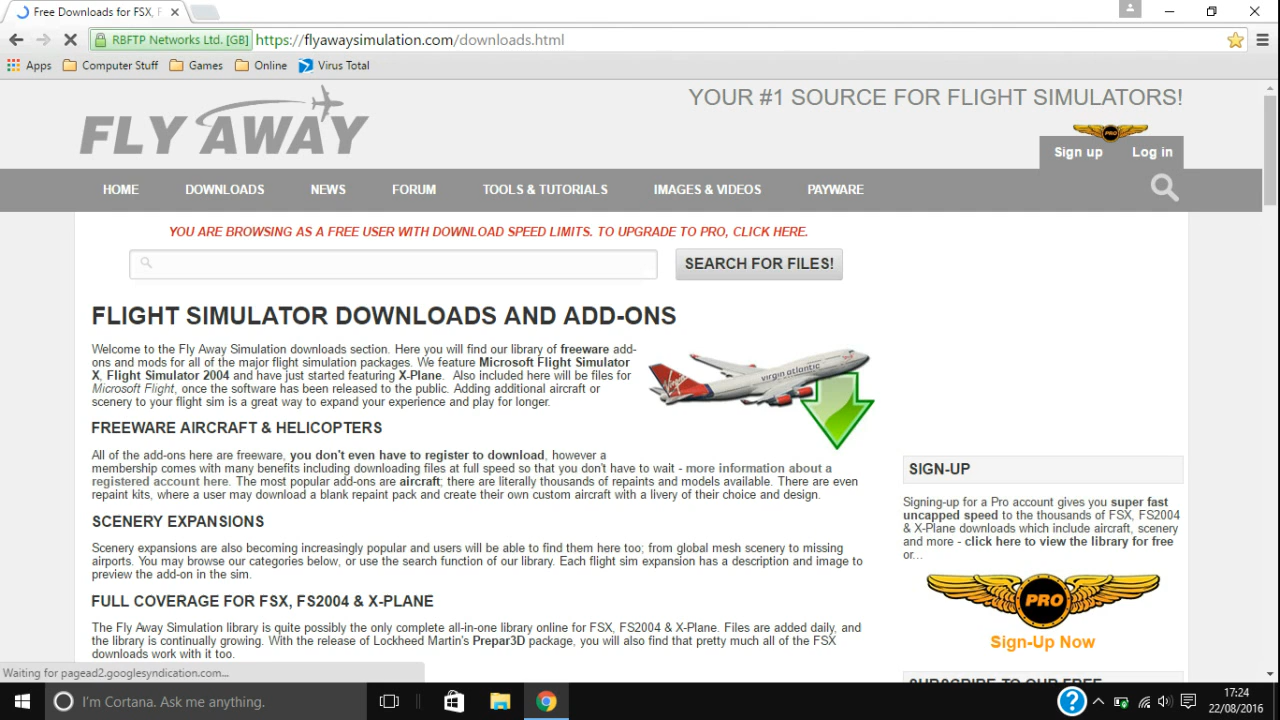 Free Downloads for FSX, F
RBFTP Networks Ltd. [GB] https://flyawaysimulation.com/downloads.html
Apps Computer Stuff Games Online Virus Total
FLY AWAY
YOUR #1 SOURCE FOR FLIGHT SIMULATORS!
PRO
Sign up Log in
HOME DOWNLOADS NEWS FORUM TOOLS & TUTORIALS IMAGES & VIDEOS PAYWARE
YOU ARE BROWSING AS A FREE USER WITH DOWNLOAD SPEED LIMITS. TO UPGRADE TO PRO, CLICK HERE.
SEARCH FOR FILES!
FLIGHT SIMULATOR DOWNLOADS AND ADD-ONS
Welcome to the Fly Away Simulation downloads section. Here you will find our library of freeware add-
ons and mods for all of the major flight simulation packages. We feature Microsoft Flight Simulator
X, Flight Simulator 2004 and have just started featuring X-Plane. Also included here will be files for
Microsoft Flight, once the software has been released to the public. Adding additional aircraft or
scenery to your flight sim is a great way to expand your experience and play for longer.
virgin atlantic
FREEWARE AIRCRAFT & HELICOPTERS
All of the add-ons here are freeware, you don't even have to register to download, however a
membership comes with many benefits including downloading files at full speed so that you don't have to wait - more information about a
registered account here. The most popular add-ons are aircraft; there are literally thousands of repaints and models available. There are even
repaint kits, where a user may download a blank repaint pack and create their own custom aircraft with a livery of their choice and design.
SCENERY EXPANSIONS
Scenery expansions are also becoming increasingly popular and users will be able to find them here too; from global mesh scenery to missing
airports. You may browse our categories below, or use the search function of our library. Each flight sim expansion has a description and image to
preview the add-on in the sim.
FULL COVERAGE FOR FSX, FS2004 & X-PLANE
The Fly Away Simulation library is quite possibly the only complete all-in-one library online for FSX, FS2004 & X-Plane. Files are added daily, and
the library is continually growing. With the release of Lockheed Martin's Prepar3D package, you will also find that pretty much all of the FSX
downloads work with it too.
SIGN-UP
Signing-up for a Pro account gives you super fast
uncapped speed to the thousands of FSX, FS2004
& X-Plane downloads which include aircraft, scenery
and more - click here to view the library for free
or...
PRO
Sign-Up Now
SUBSCRIBE TO OUR FREE
Waiting for pagead2.googlesyndication.com...
I'm Cortana. Ask me anything.
17:24
22/08/2016